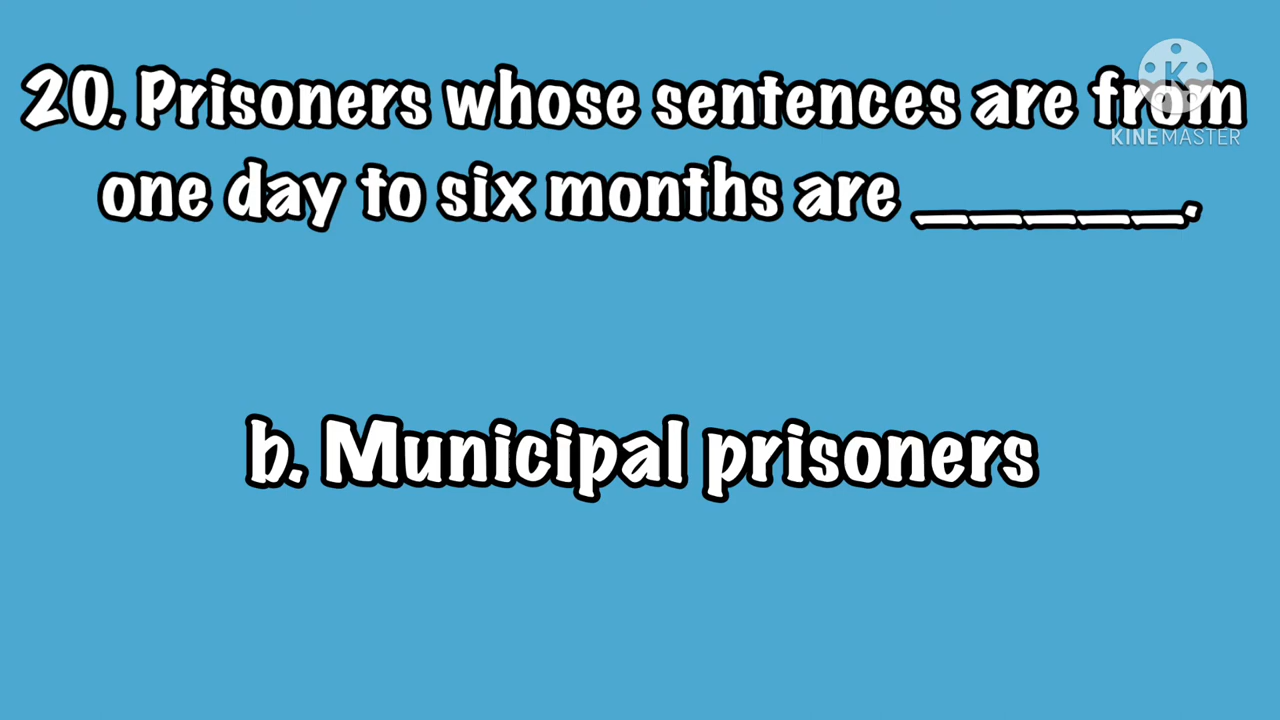 20. Prisoners whose sentences are from
one day to six months are ______.
KINEMASTER
b. Municipal prisoners